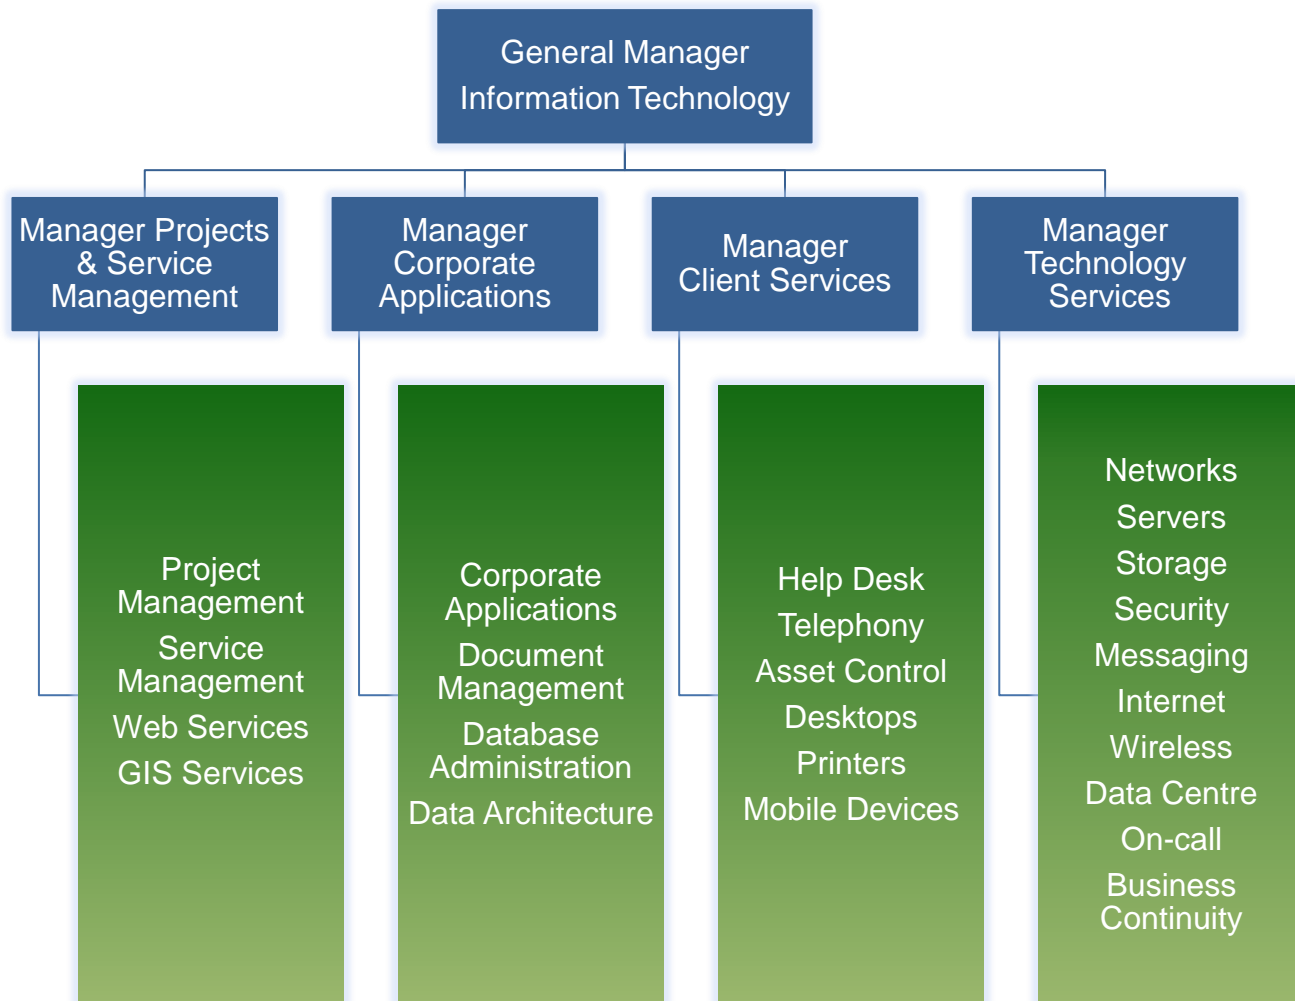 General Manager
Information Technology
Manager Projects
& Service
Management
Manager
Corporate
Applications
Manager
Client Services
Manager
Technology
Services
Project
Management
Service
Management
Web Services
GIS Services
Corporate
Applications
Document
Management
Database
Administration
Data Architecture
Help Desk
Telephony
Asset Control
Desktops
Printers
Mobile Devices
Networks
Servers
Storage
Security
Messaging
Internet
Wireless
Data Centre
On-call
Business
Continuity